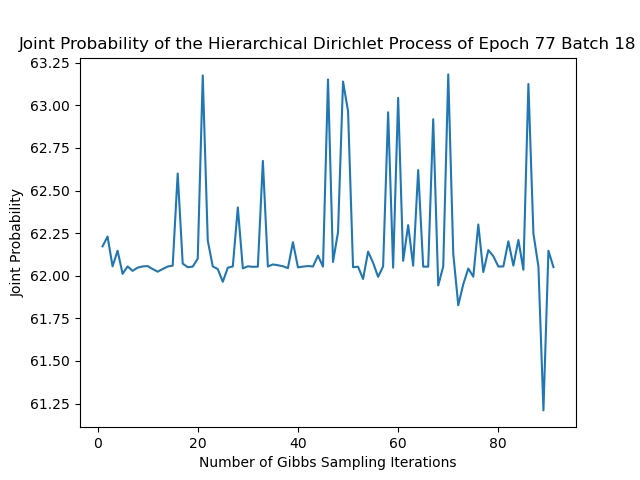 Joint Probability of the Hierarchical Dirichlet Process of Epoch 77 Batch 18
63.25
63.00
62.75
62.50
62.25
62.00
61.75
61.50
61.25
Joint Probability
0 20 40 60 80
Number of Gibbs Sampling Iterations